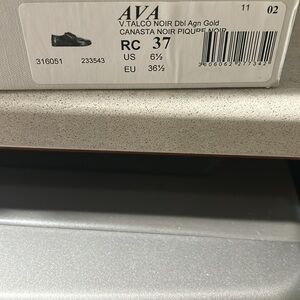 AVA
11 02
V.TALCO NOIR Dbl Agn Gold
CANASTA NOIR PIQURE NOIR
RC 37
US 6½
EU 36½
316051 233543
3606062277342